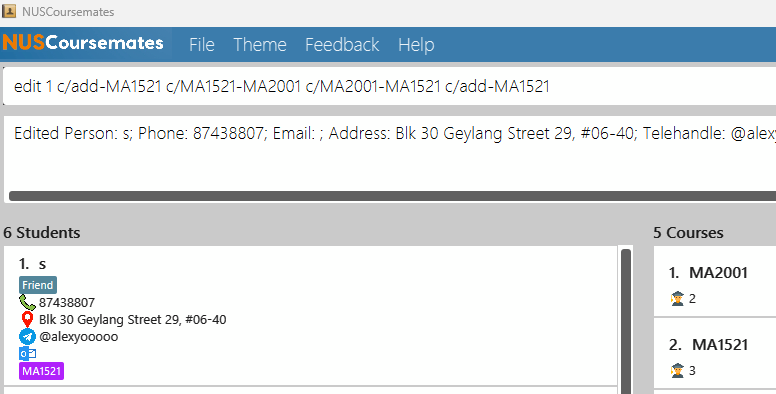 NUSCoursemates
NUSCoursemates File Theme Feedback Help
edit 1 c/add-MA1521 c/MA1521-MA2001 c/MA2001-MA1521 c/add-MA1521
Edited Person: s; Phone: 87438807; Email: ; Address: Blk 30 Geylang Street 29, #06-40; Telehandle: @alexy
6 Students
1. s
Friend
87438807
Blk 30 Geylang Street 29, #06-40
@alexyooooo
MA1521
5 Courses
1. MA2001
2
2. MA1521
3